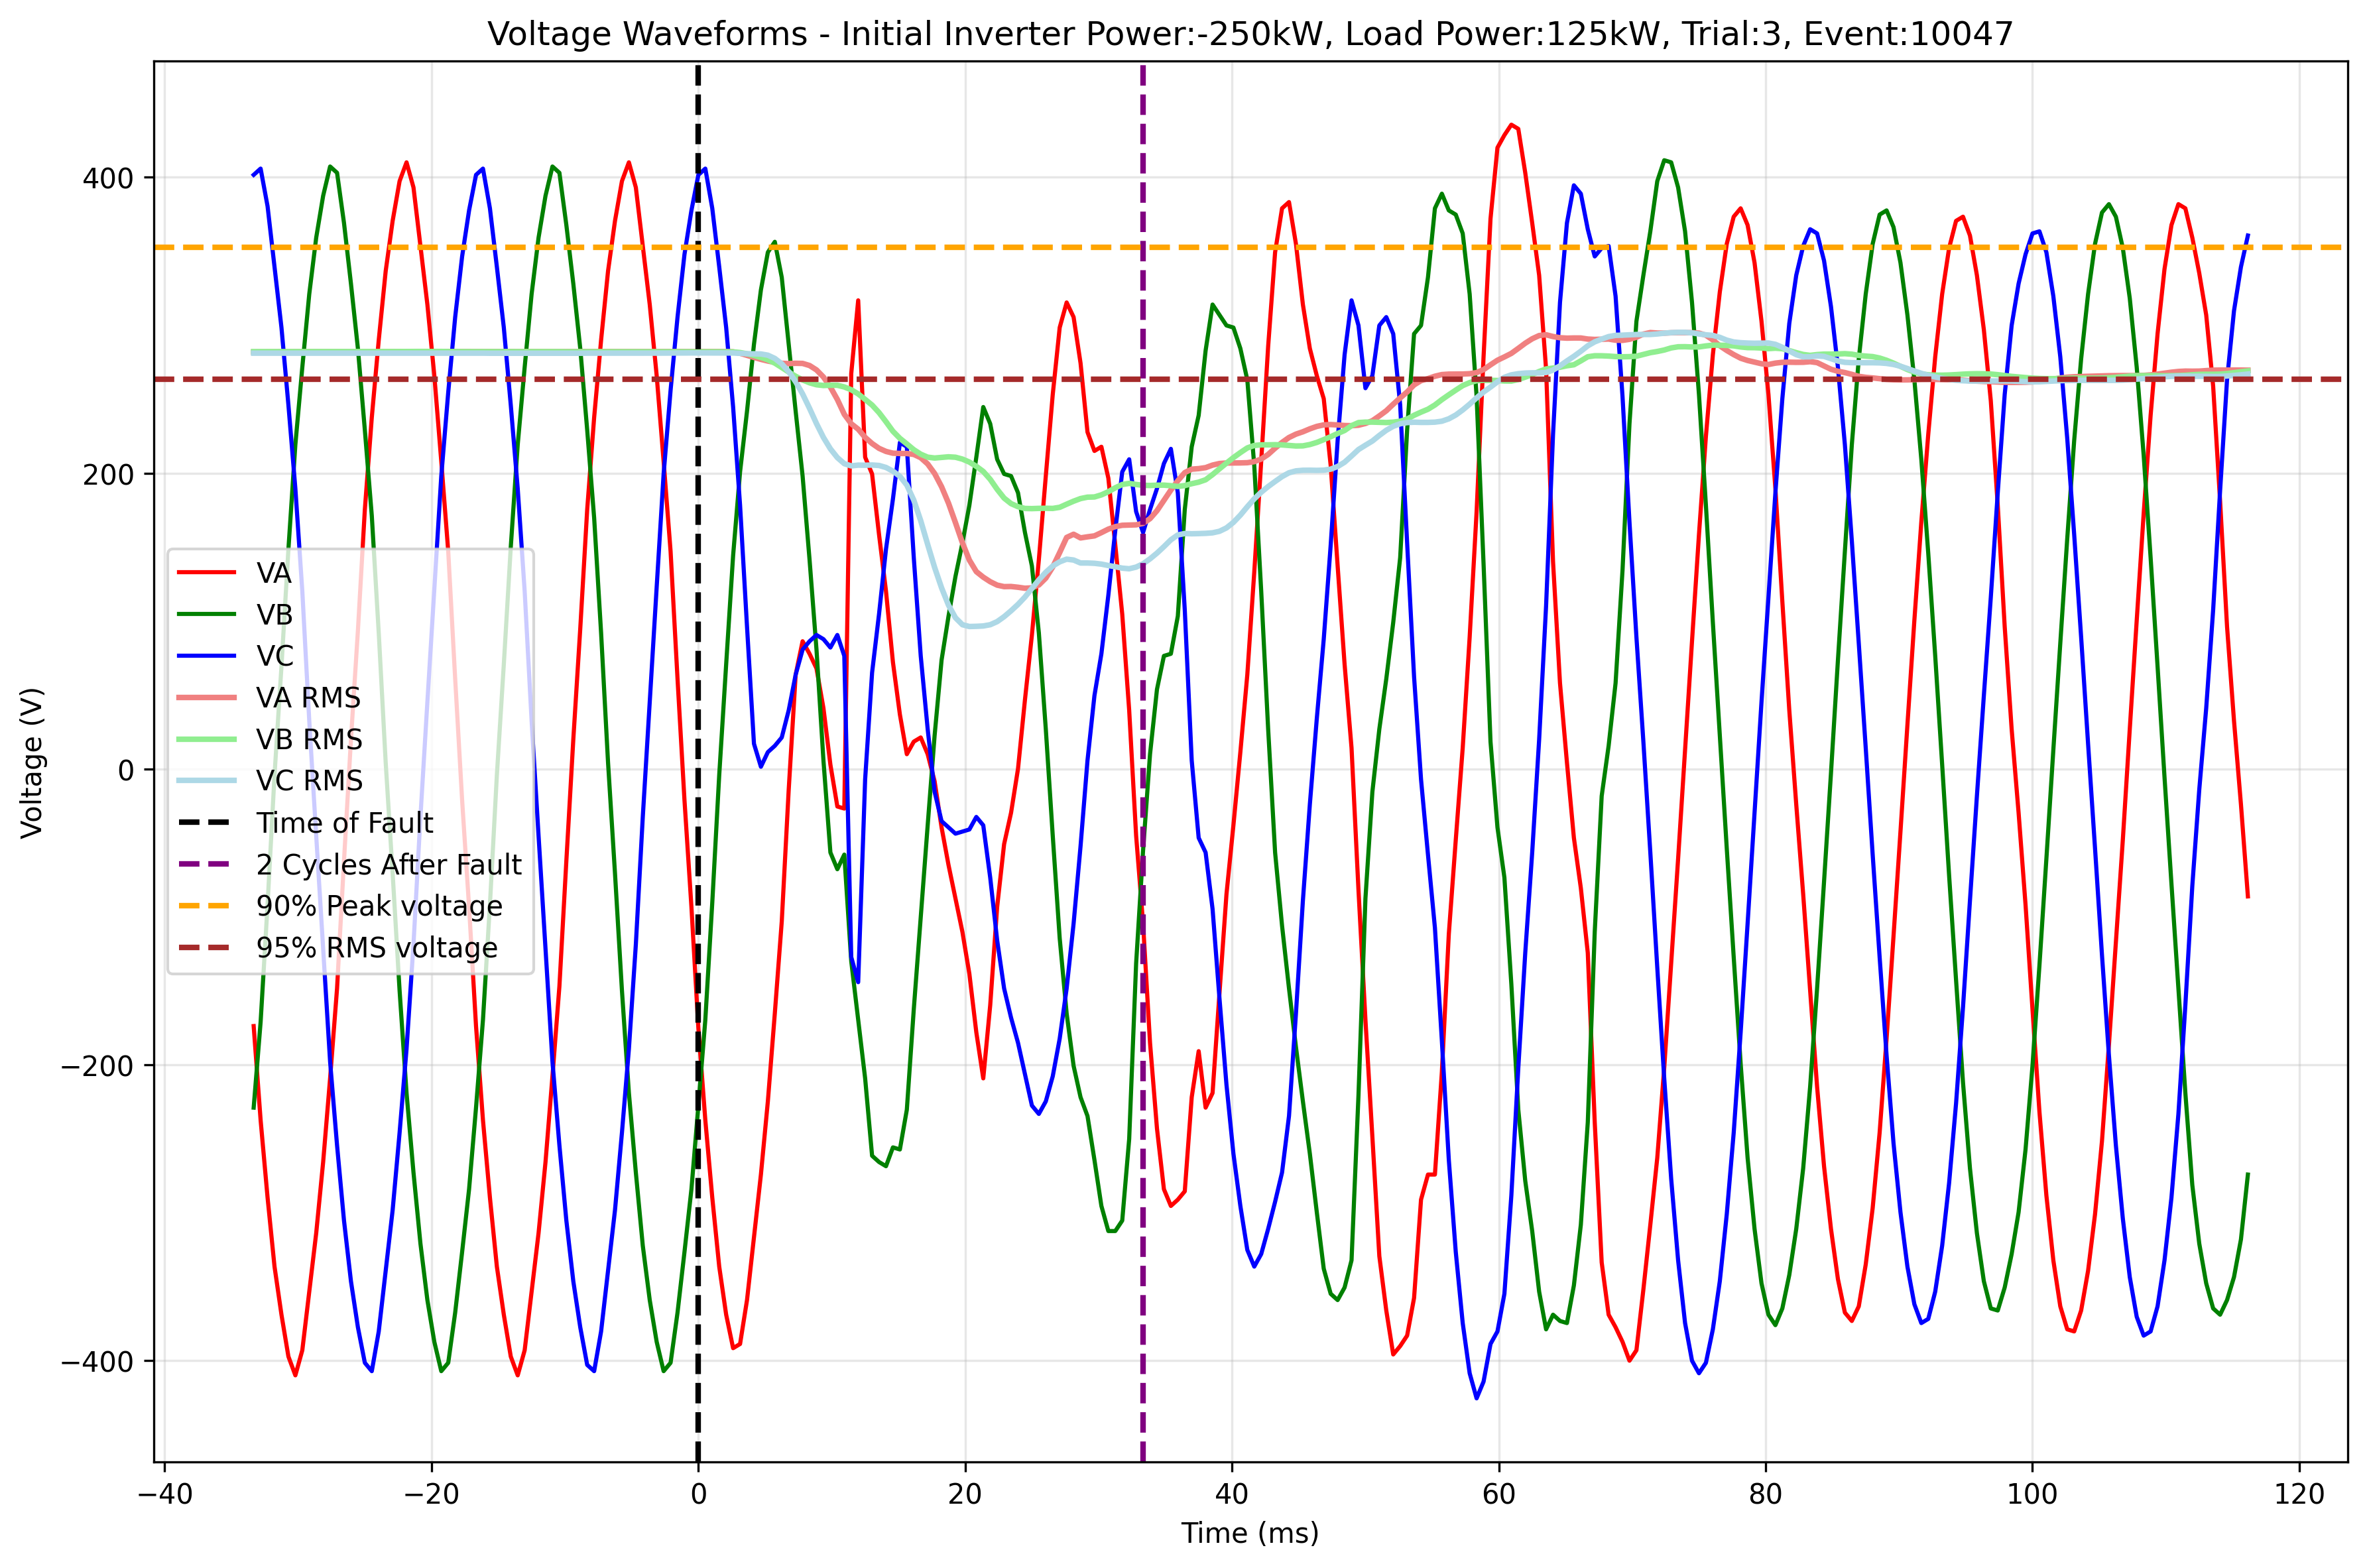 Voltage Waveforms - Initial Inverter Power:-250kW, Load Power:125kW, Trial:3, Event:10047
Voltage (V)
400
200
0
−200
−400
VA
VB
VC
VA RMS
VB RMS
VC RMS
Time of Fault
2 Cycles After Fault
90% Peak voltage
95% RMS voltage
−40
−20
0
20
40
60
80
100
120
Time (ms)